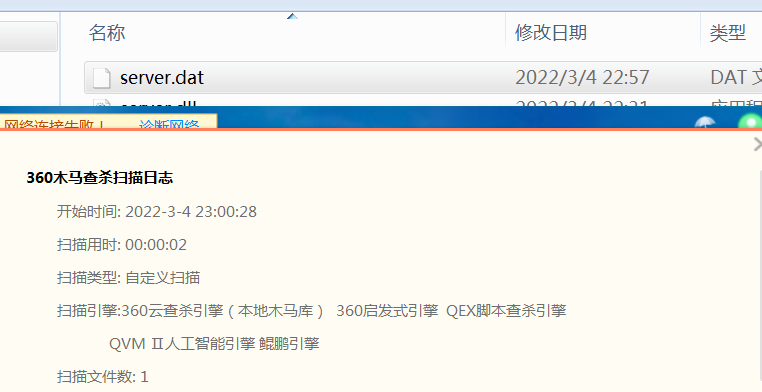 名称 修改日期 类型
server.dat 2022/3/4 22:57 DAT 文
server.dll 2022/3/4 22:21 应用程
网络连接失败！ 诊断网络
360木马查杀扫描日志
开始时间: 2022-3-4 23:00:28
扫描用时: 00:00:02
扫描类型: 自定义扫描
扫描引擎:360云查杀引擎（本地木马库） 360启发式引擎 QEX脚本查杀引擎
QVM Ⅱ人工智能引擎 鲲鹏引擎
扫描文件数: 1